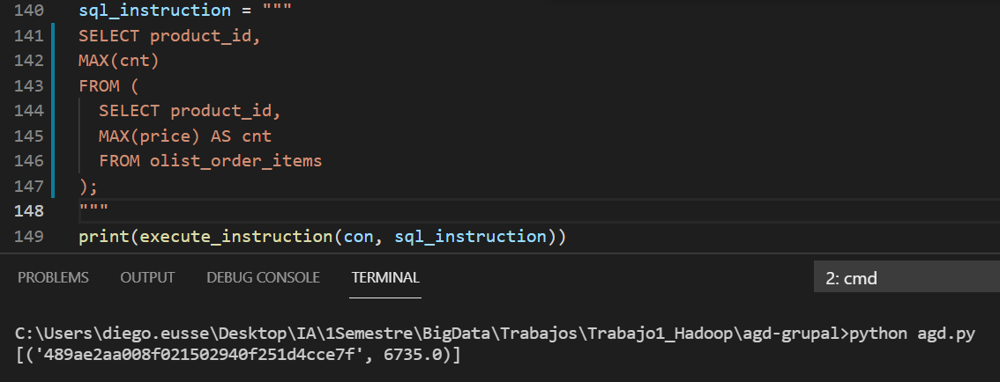 140 sql_instruction = """
141 SELECT product_id,
142 MAX(cnt)
143 FROM (
144 SELECT product_id,
145 MAX(price) AS cnt
146 FROM olist_order_items
147 );
148 """
149 print(execute_instruction(con, sql_instruction))
PROBLEMS OUTPUT DEBUG CONSOLE TERMINAL 2: cmd
C:\Users\diego.eusse\Desktop\IA\1Semestre\BigData\Trabajos\Trabajo1_Hadoop\agd-grupal>python agd.py
[('489ae2aa008f021502940f251d4cce7f', 6735.0)]